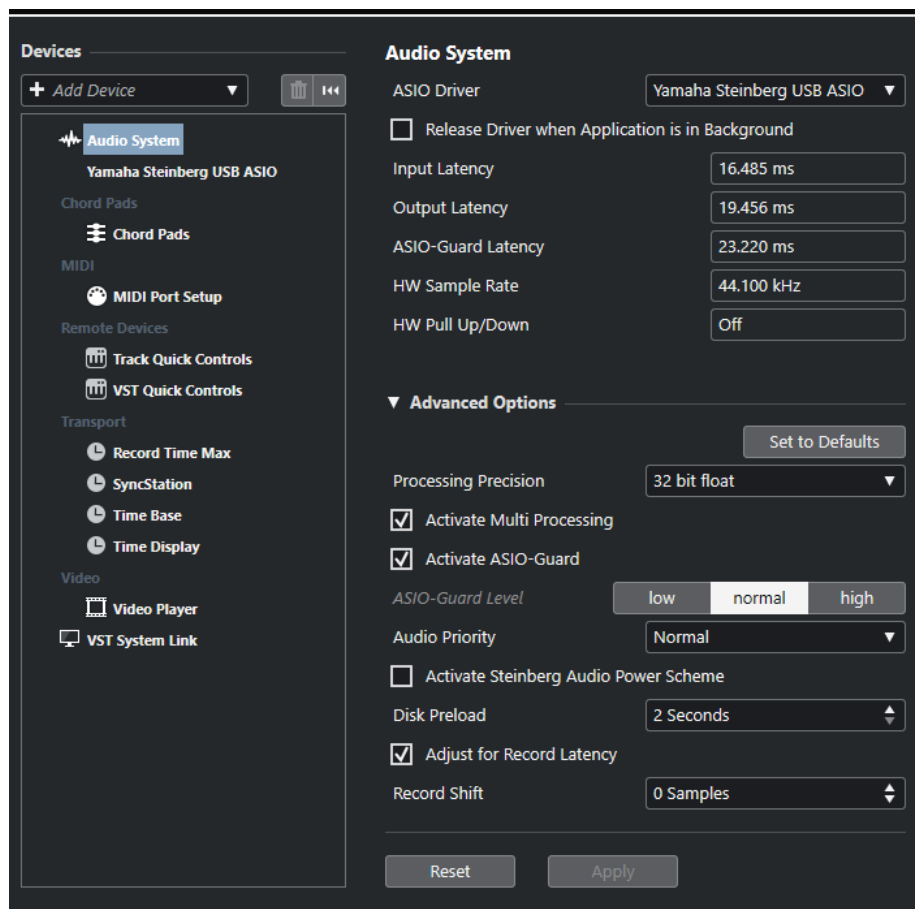 Devices
Add Device
Audio System
Yamaha Steinberg USB ASIO
Chord Pads
Chord Pads
MIDI
MIDI Port Setup
Remote Devices
Track Quick Controls
VST Quick Controls
Transport
Record Time Max
SyncStation
Time Base
Time Display
Video
Video Player
VST System Link
Audio System
ASIO Driver Yamaha Steinberg USB ASIO
Release Driver when Application is in Background
Input Latency 16.485 ms
Output Latency 19.456 ms
ASIO-Guard Latency 23.220 ms
HW Sample Rate 44.100 kHz
HW Pull Up/Down Off
Advanced Options
Set to Defaults
Processing Precision 32 bit float
Activate Multi Processing
Activate ASIO-Guard
ASIO-Guard Level low normal high
Audio Priority Normal
Activate Steinberg Audio Power Scheme
Disk Preload 2 Seconds
Adjust for Record Latency
Record Shift 0 Samples
Reset Apply